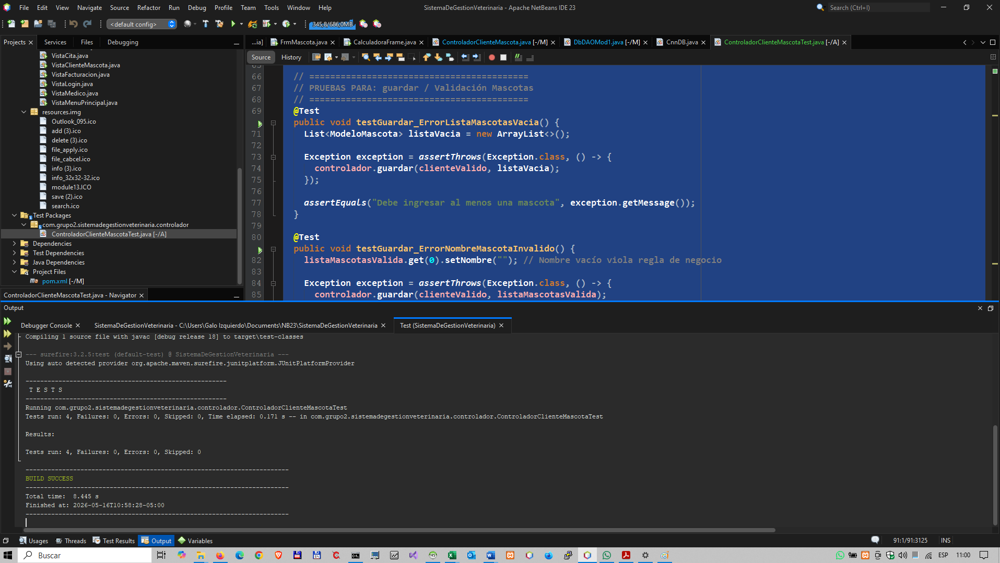 File Edit View Navigate Source Refactor Run Debug Profile Team Tools Window Help
SistemaDeGestionVeterinaria - Apache NetBeans IDE 23
Search (Ctrl+I)
<default config>
345,8/686,0MB
Projects Services Files Debugging
...ia] FrmMascota.java CalculadoraFrame.java ControladorClienteMascota.java [-/M] DbDAOMod1.java [-/M] CnnDB.java ControladorClienteMascotaTest.java [-/A]
Source History
VistaCita.java
VistaClienteMascota.java
VistaFacturacion.java
VistaLogin.java
VistaMedico.java
VistaMenuPrincipal.java
resources.img
Outlook_095.ico
add (3).ico
delete (3).ico
file_apply.ico
file_cabcel.ico
info (3).ico
info_32x32-32.ico
module13.ICO
save (2).ico
search.ico
Test Packages
com.grupo2.sistemadegestionveterinaria.controlador
ControladorClienteMascotaTest.java [-/A]
Dependencies
Test Dependencies
Java Dependencies
Project Files
pom.xml [-/M]
ControladorClienteMascotaTest.java - Navigator
65
66 // ==========================================
67 // PRUEBAS PARA: guardar / Validación Mascotas
68 // ==========================================
69 @Test
public void testGuardar_ErrorListaMascotasVacia() {
71 List<ModeloMascota> listaVacia = new ArrayList<>();
72
73 Exception exception = assertThrows(Exception.class, () -> {
74 controlador.guardar(clienteValido, listaVacia);
75 });
76
77 assertEquals("Debe ingresar al menos una mascota", exception.getMessage());
78 }
79
80 @Test
public void testGuardar_ErrorNombreMascotaInvalido() {
82 listaMascotasValida.get(0).setNombre(""); // Nombre vacío viola regla de negocio
83
84 Exception exception = assertThrows(Exception.class, () -> {
85 controlador.guardar(clienteValido, listaMascotasValida);
Output
Debugger Console SistemaDeGestionVeterinaria - C:\Users\Galo Izquierdo\Documents\NB23\SistemaDeGestionVeterinaria Test (SistemaDeGestionVeterinaria)
Compiling 1 source file with javac [debug release 18] to target\test-classes
--- surefire:3.2.5:test (default-test) @ SistemaDeGestionVeterinaria ---
Using auto detected provider org.apache.maven.surefire.junitplatform.JUnitPlatformProvider
-------------------------------------------------------
T E S T S
-------------------------------------------------------
Running com.grupo2.sistemadegestionveterinaria.controlador.ControladorClienteMascotaTest
Tests run: 4, Failures: 0, Errors: 0, Skipped: 0, Time elapsed: 0.171 s -- in com.grupo2.sistemadegestionveterinaria.controlador.ControladorClienteMascotaTest
Results:
Tests run: 4, Failures: 0, Errors: 0, Skipped: 0
------------------------------------------------------------------------
BUILD SUCCESS
------------------------------------------------------------------------
Total time: 8.445 s
Finished at: 2026-05-16T10:58:28-05:00
------------------------------------------------------------------------
Usages Threads Test Results Output Variables
91:1/91:3125 INS
Buscar
ESP 11:00